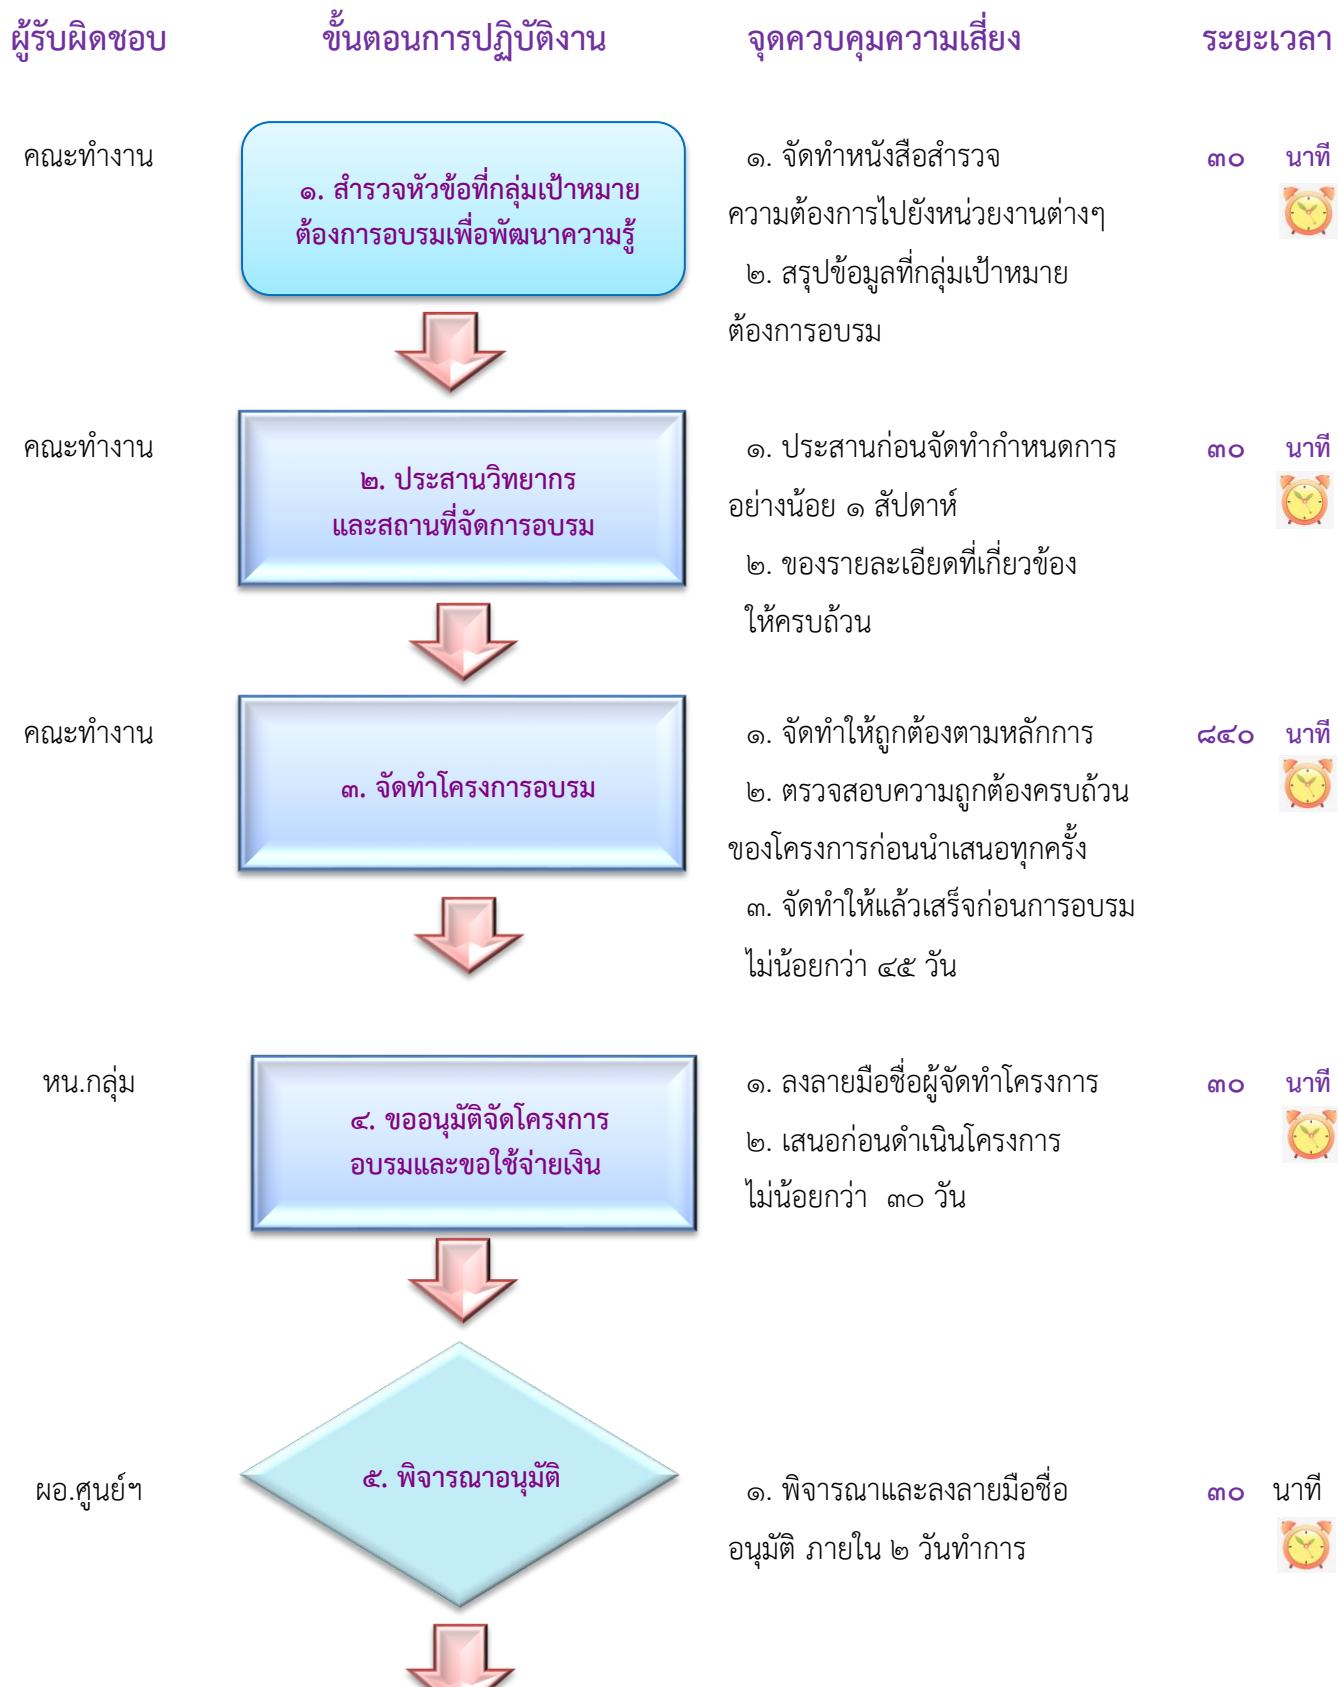 ผู้รับผิดชอบ ขั้นตอนการปฏิบัติงาน จุดควบคุมความเสี่ยง ระยะเวลา
คณะทำงาน
๑. สำรวจหัวข้อที่กลุ่มเป้าหมาย
ต้องการอบรมเพื่อพัฒนาความรู้
๑. จัดทำหนังสือสำรวจ
ความต้องการไปยังหน่วยงานต่างๆ
๒. สรุปข้อมูลที่กลุ่มเป้าหมาย
ต้องการอบรม
๓๐ นาที
คณะทำงาน
๒. ประสานวิทยากร
และสถานที่จัดการอบรม
๑. ประสานก่อนจัดทำกำหนดการ
อย่างน้อย ๑ สัปดาห์
๒. ของรายละเอียดที่เกี่ยวข้อง
ให้ครบถ้วน
๓๐ นาที
คณะทำงาน
๓. จัดทำโครงการอบรม
๑. จัดทำให้ถูกต้องตามหลักการ
๒. ตรวจสอบความถูกต้องครบถ้วน
ของโครงการก่อนนำเสนอทุกครั้ง
๓. จัดทำให้แล้วเสร็จก่อนการอบรม
ไม่น้อยกว่า ๔๕ วัน
๘๔๐ นาที
หน.กลุ่ม
๔. ขออนุมัติจัดโครงการ
อบรมและขอใช้จ่ายเงิน
๑. ลงลายมือชื่อผู้จัดทำโครงการ
๒. เสนอก่อนดำเนินโครงการ
ไม่น้อยกว่า ๓๐ วัน
๓๐ นาที
ผอ.ศูนย์ฯ
๕. พิจารณาอนุมัติ
๑. พิจารณาและลงลายมือชื่อ
อนุมัติ ภายใน ๒ วันทำการ
๓๐ นาที